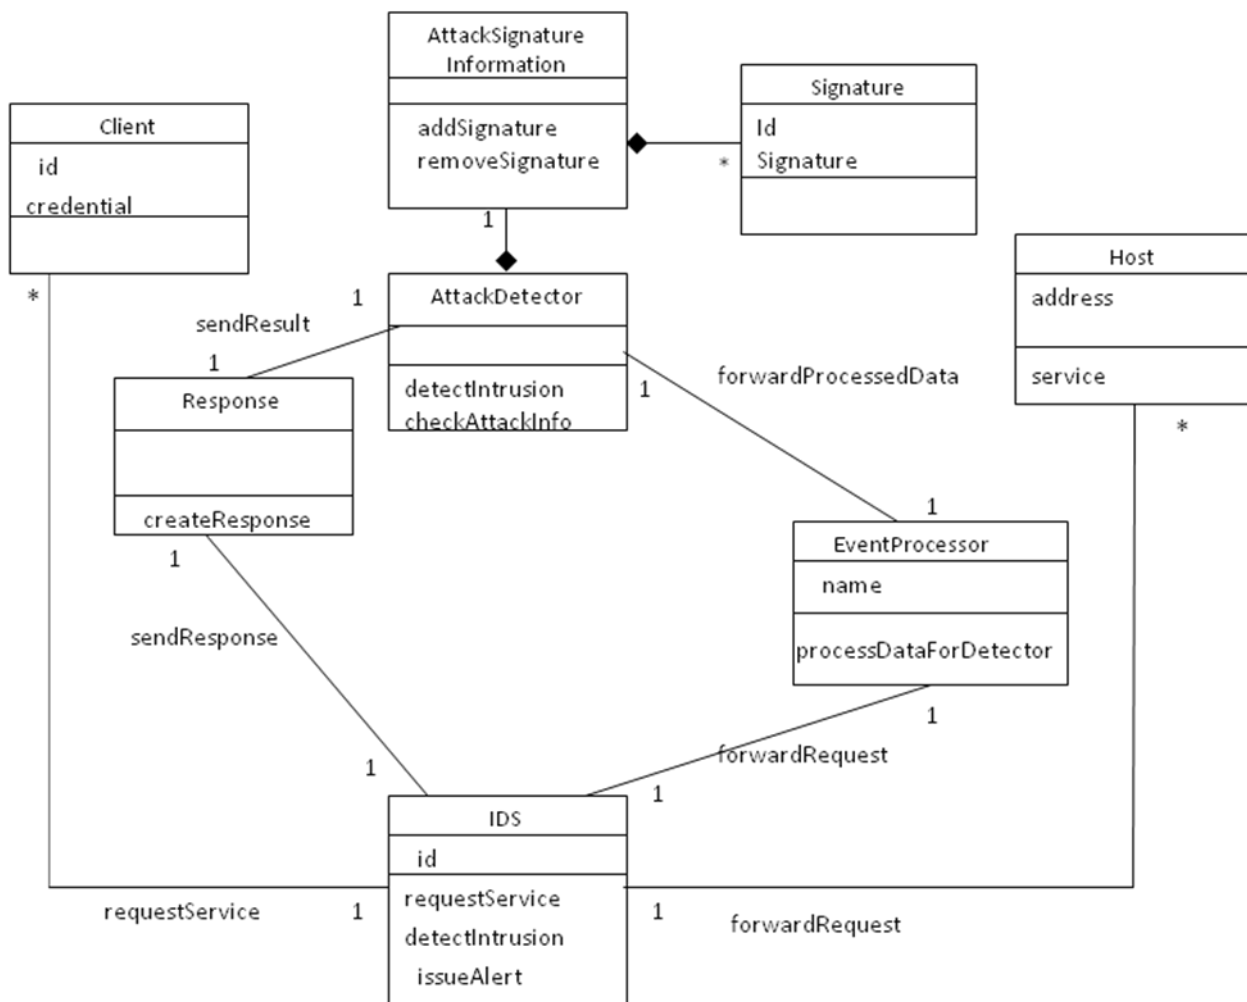 AttackSignature
Information
addSignature
removeSignature
1
Signature
Id
Signature
*
Client
id
credential
*
Host
address
service
*
AttackDetector
detectIntrusion
checkAttackInfo
1
sendResult
1
1
forwardProcessedData
1
Response
createResponse
1
sendResponse
1
EventProcessor
name
processDataForDetector
1
forwardRequest
1
IDS
id
requestService
detectIntrusion
issueAlert
requestService
1
1
forwardRequest